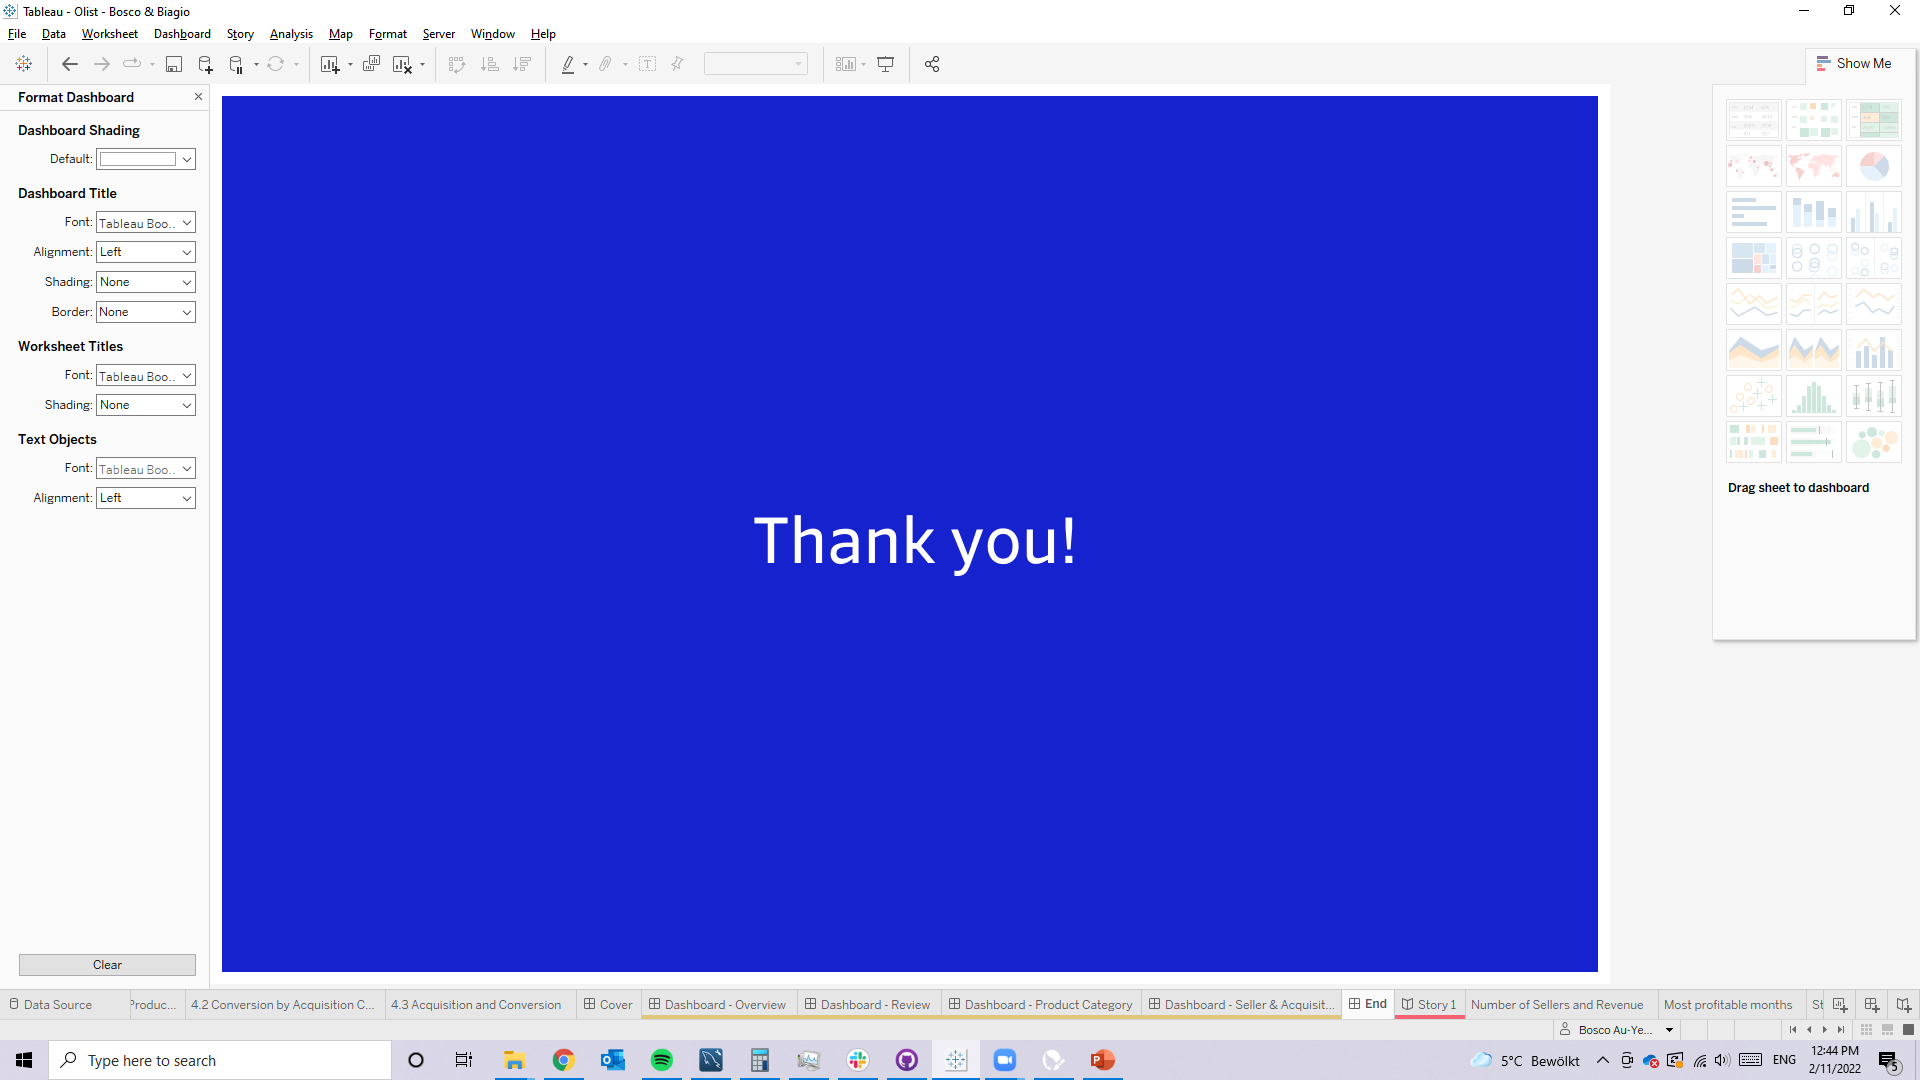 Tableau - Olist - Bosco & Biagio
File Data Worksheet Dashboard Story Analysis Map Format Server Window Help
Show Me
Format Dashboard
Dashboard Shading
Default:
Dashboard Title
Font: Tableau Boo..
Alignment: Left
Shading: None
Border: None
Worksheet Titles
Font: Tableau Boo..
Shading: None
Text Objects
Font: Tableau Boo..
Alignment: Left
Drag sheet to dashboard
Thank you!
Clear
Data Source Produc... 4.2 Conversion by Acquisition C... 4.3 Acquisition and Conversion Cover Dashboard - Overview Dashboard - Review Dashboard - Product Category Dashboard - Seller & Acquisit... End Story 1 Number of Sellers and Revenue Most profitable months St
Bosco Au-Ye...
Type here to search
5°C Bewölkt
ENG
12:44 PM
2/11/2022
5